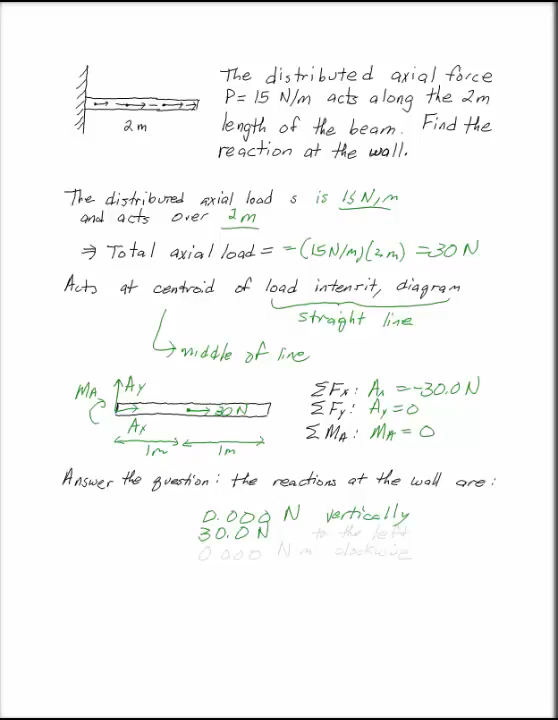 The distributed axial force
P= 15 N/m acts along the 2m
length of the beam. Find the
reaction at the wall.
2 m
The distributed axial load s is 15 N/m
and acts over 2 m
⇒ Total axial load = = (15N/m)(2m) = 30 N
Acts at centroid of load intensity diagram
straight line
middle of line
MA Ay
30N
Ax
1m 1m
ΣFx: Ax = -30.0 N
ΣFy: Ay = 0
ΣMA: MA = 0
Answer the question: the reactions at the wall are:
0.000 N vertically
30.0 N to the left
0.000 N m clockwise